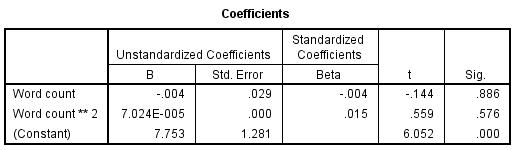 Coefficients
Unstandardized Coefficients Standardized Coefficients
B Std. Error Beta t Sig.
Word count -.004 .029 -.004 -.144 .886
Word count ** 2 7.024E-005 .000 .015 .559 .576
(Constant) 7.753 1.281 6.052 .000